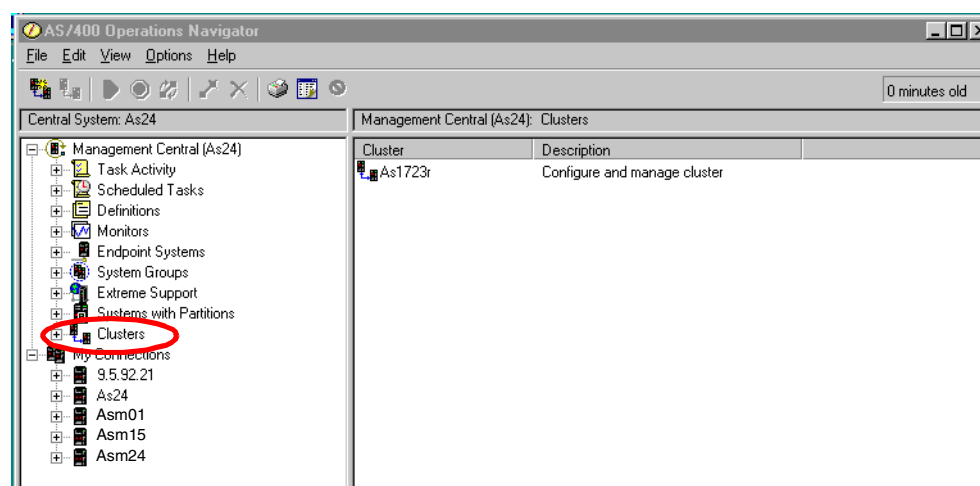 AS/400 Operations Navigator
File Edit View Options Help
0 minutes old
Central System: As24
Management Central (As24): Clusters
Management Central (As24)
Task Activity
Scheduled Tasks
Definitions
Monitors
Endpoint Systems
System Groups
Extreme Support
Systems with Partitions
Clusters
My Connections
9.5.92.21
As24
Asm01
Asm15
Asm24
Cluster Description
As1723r Configure and manage cluster